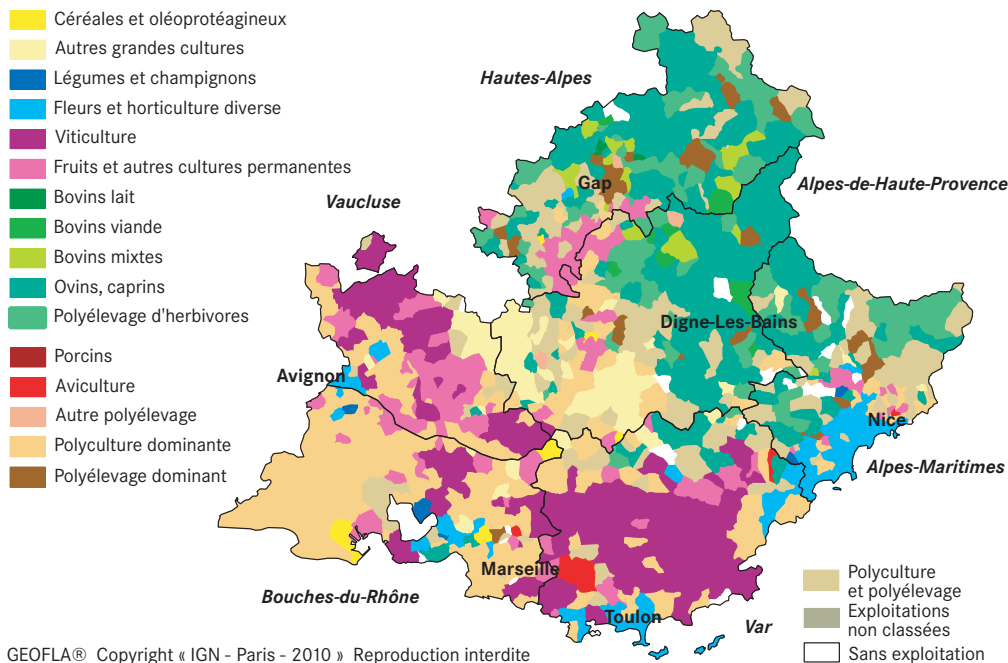 Céréales et oléoprotéagineux
Autres grandes cultures
Légumes et champignons
Fleurs et horticulture diverse
Viticulture
Fruits et autres cultures permanentes
Bovins lait
Bovins viande
Bovins mixtes
Ovins, caprins
Polyélevage d'herbivores
Porcins
Aviculture
Autre polyélevage
Polyculture dominante
Polyélevage dominant
Hautes-Alpes
Gap
Alpes-de-Haute-Provence
Vaucluse
Digne-Les-Bains
Avignon
Nice
Alpes-Maritimes
Marseille
Bouches-du-Rhône
Toulon
Var
Polyculture
et polyélevage
Exploitations
non classées
Sans exploitation
GEOFLA® Copyright « IGN - Paris - 2010 » Reproduction interdite